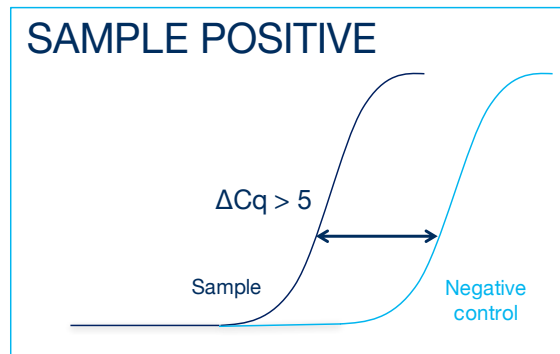 SAMPLE POSITIVE
ΔCq > 5
Sample
Negative
control